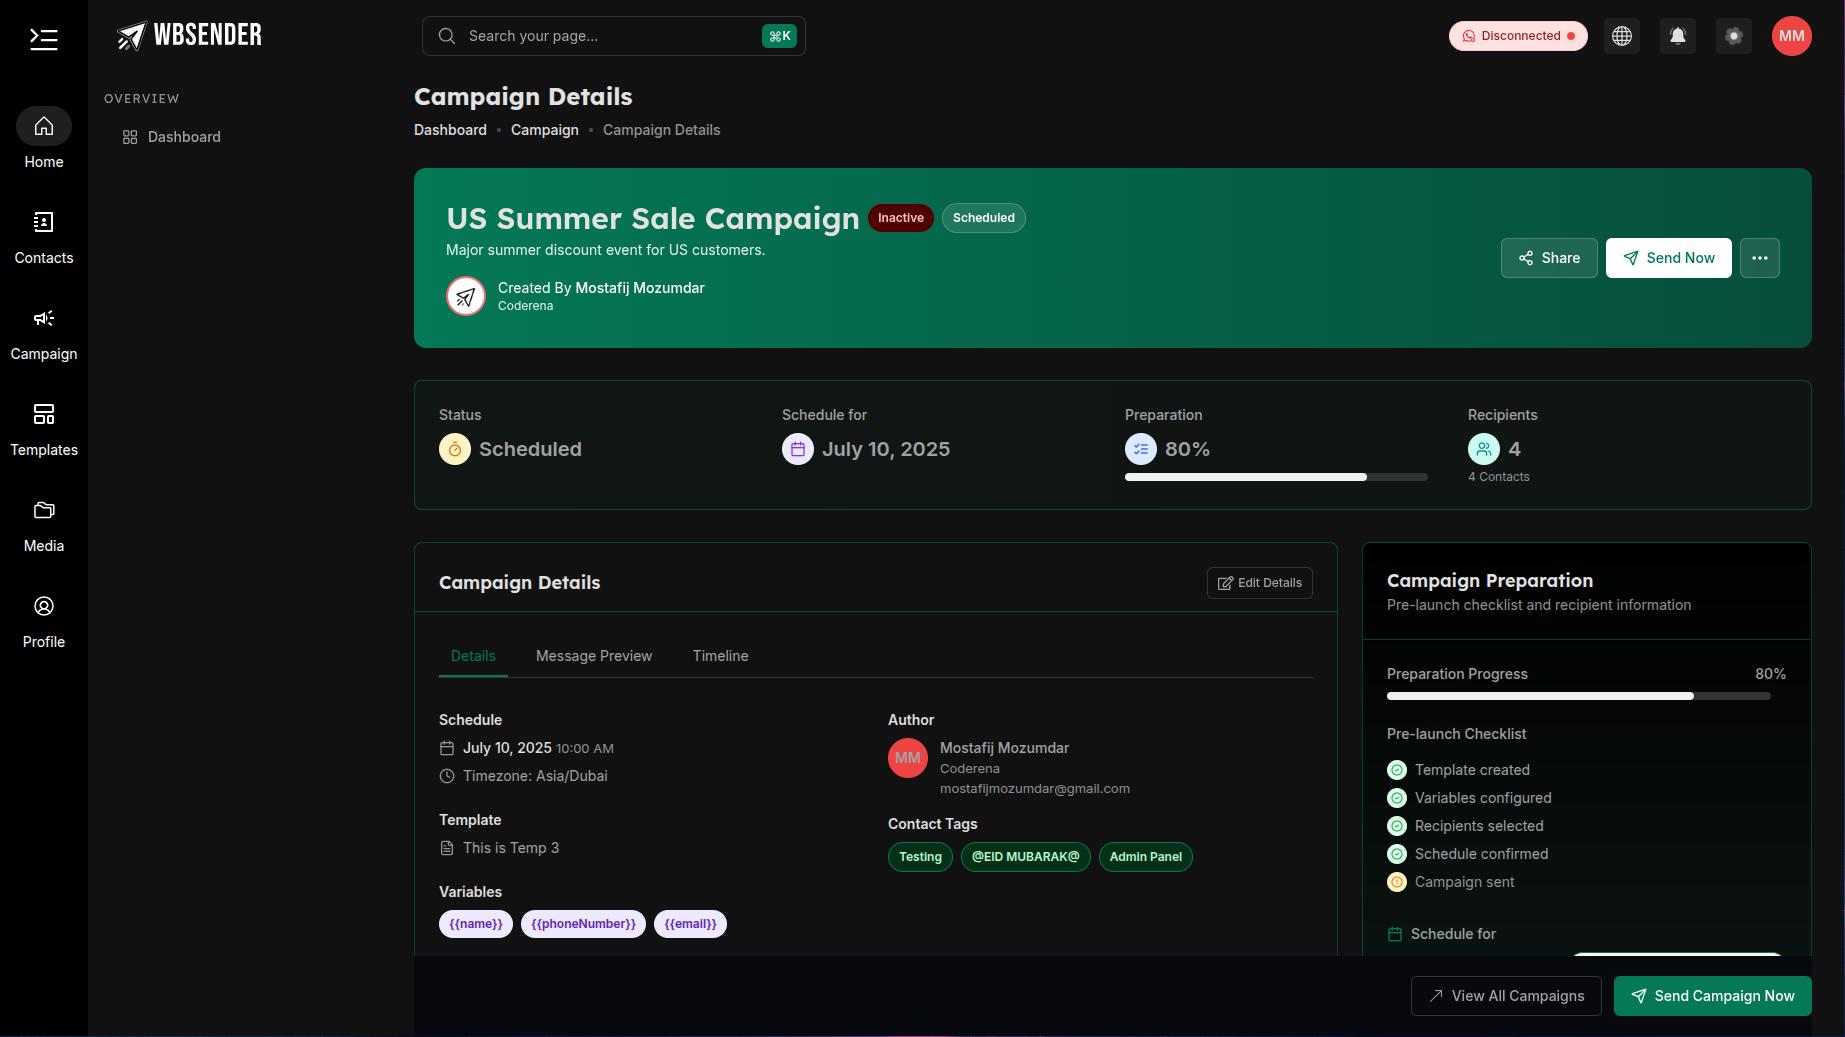 WBSENDER
Search your page...
⌘K
Disconnected
MM
Home
Contacts
Campaign
Templates
Media
Profile
OVERVIEW
Dashboard
Campaign Details
Dashboard • Campaign • Campaign Details
US Summer Sale Campaign Inactive Scheduled
Major summer discount event for US customers.
Created By Mostafij Mozumdar
Coderena
Share
Send Now
Status
Scheduled
Schedule for
July 10, 2025
Preparation
80%
Recipients
4
4 Contacts
Campaign Details
Edit Details
Details Message Preview Timeline
Schedule
July 10, 2025 10:00 AM
Timezone: Asia/Dubai
Template
This is Temp 3
Variables
{{name}} {{phoneNumber}} {{email}}
Author
MM
Mostafij Mozumdar
Coderena
mostafijmozumdar@gmail.com
Contact Tags
Testing @EID MUBARAK@ Admin Panel
Campaign Preparation
Pre-launch checklist and recipient information
Preparation Progress 80%
Pre-launch Checklist
Template created
Variables configured
Recipients selected
Schedule confirmed
Campaign sent
Schedule for
View All Campaigns
Send Campaign Now